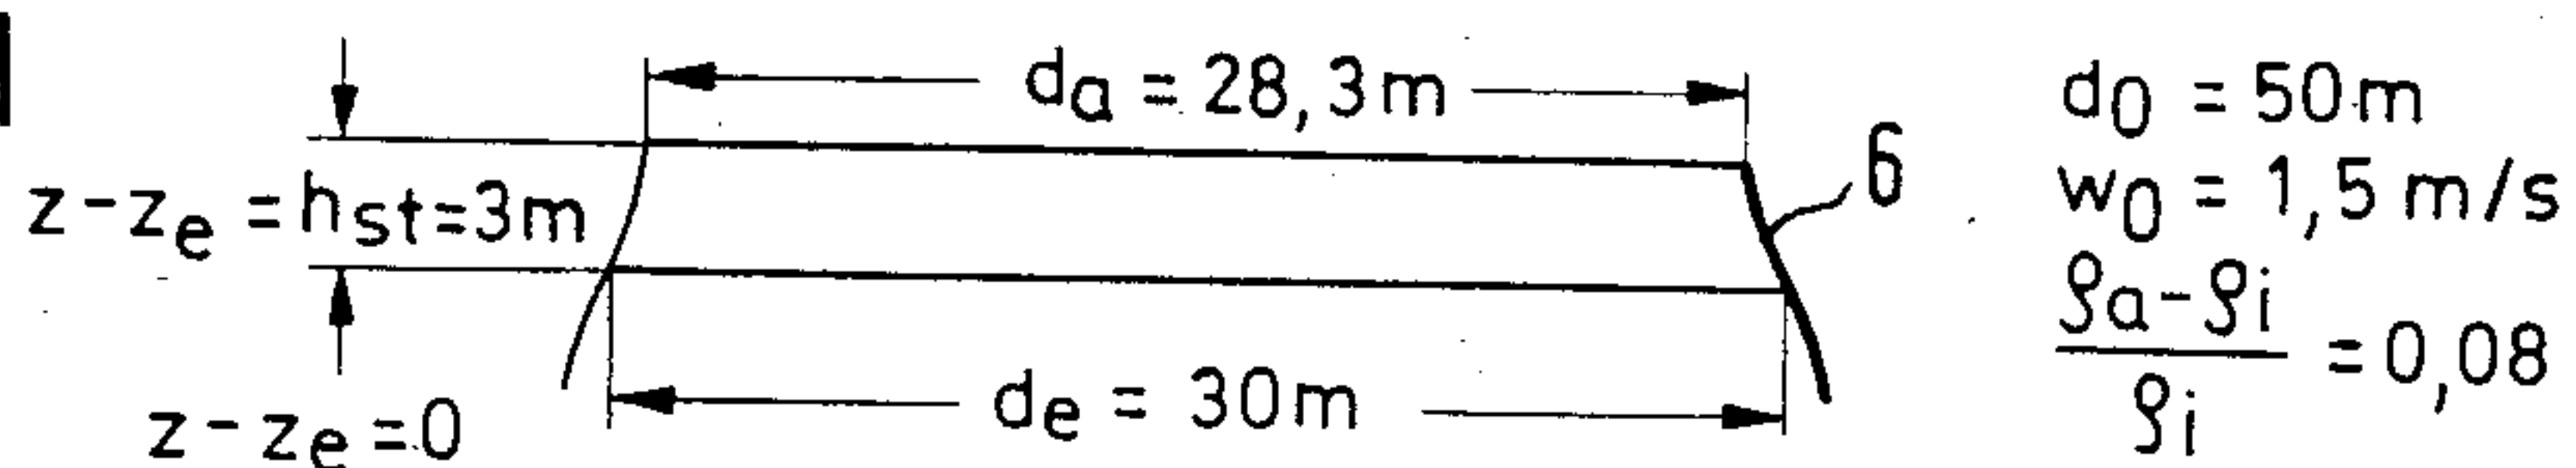 dₐ = 28,3 m
z-zₑ = hst = 3 m
6
z-zₑ = 0
dₑ = 30 m
d₀ = 50 m
w₀ = 1,5 m/s
ρa-ρi
ρi
= 0,08